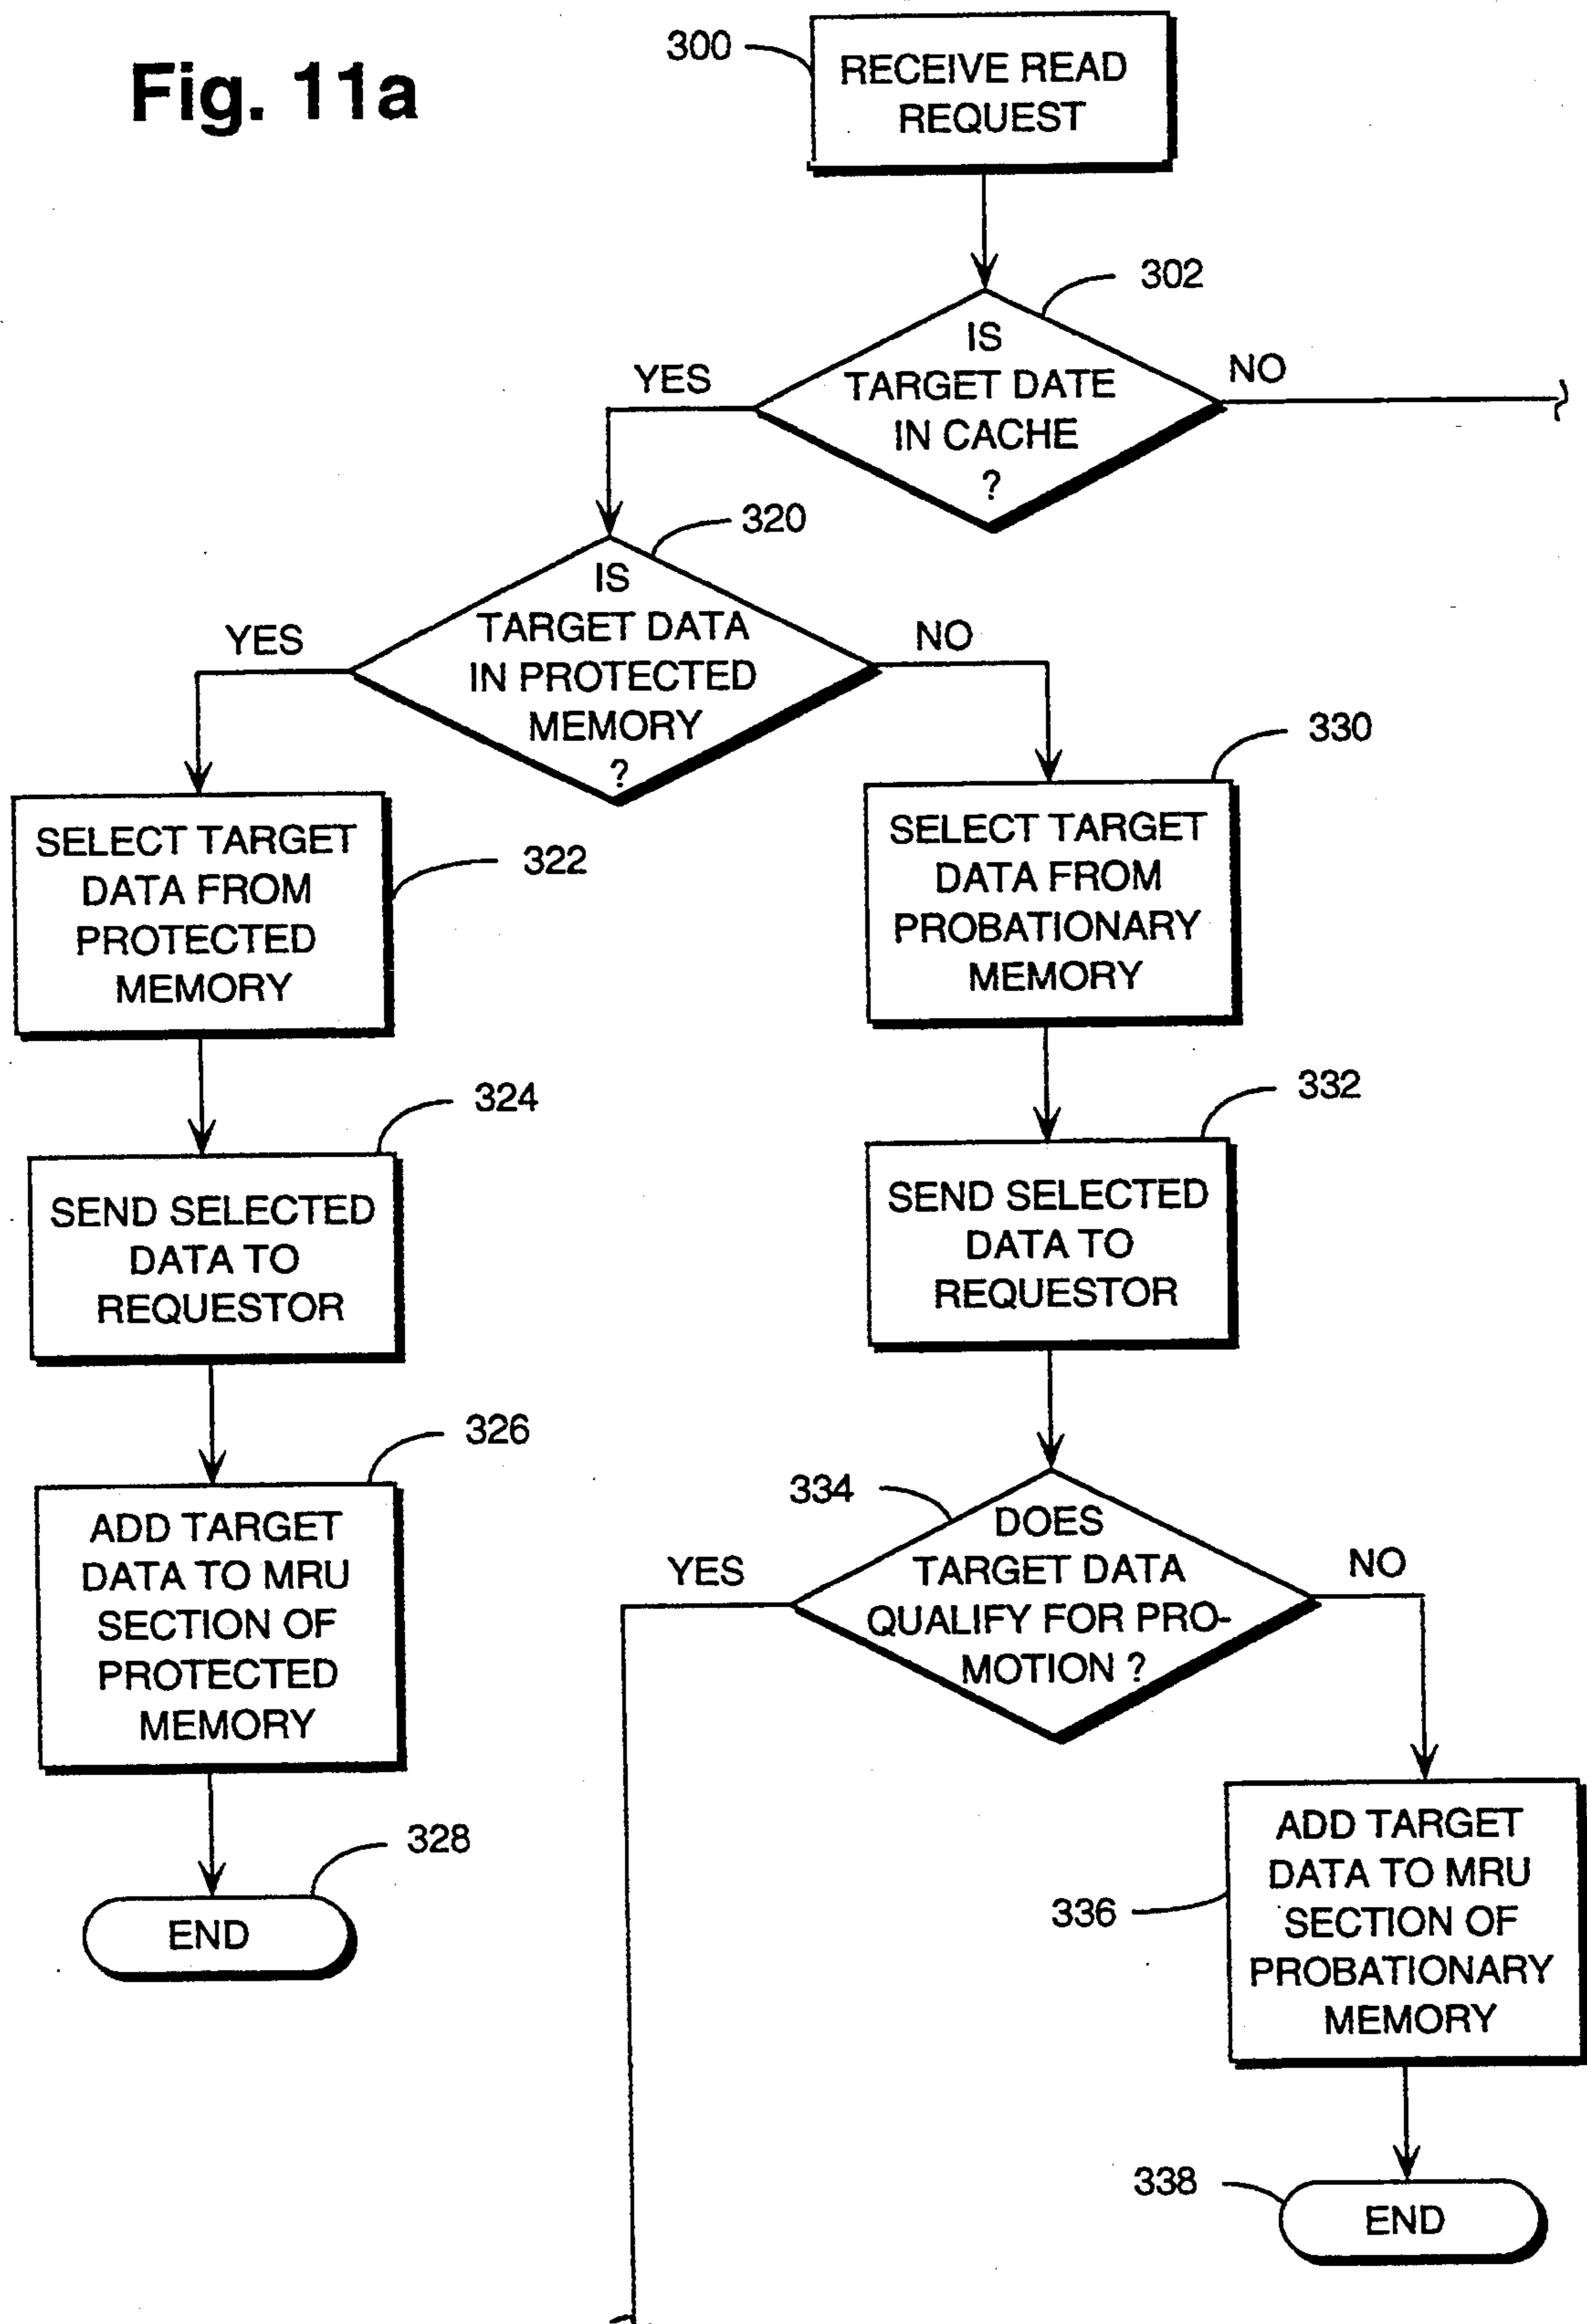 Fig. 11a
300
RECEIVE READ
REQUEST
302
IS
TARGET DATE
IN CACHE
?
YES
NO
320
IS
TARGET DATA
IN PROTECTED
MEMORY
?
YES
NO
SELECT TARGET
DATA FROM
PROTECTED
MEMORY
322
330
SELECT TARGET
DATA FROM
PROBATIONARY
MEMORY
324
SEND SELECTED
DATA TO
REQUESTOR
332
SEND SELECTED
DATA TO
REQUESTOR
326
ADD TARGET
DATA TO MRU
SECTION OF
PROTECTED
MEMORY
334
DOES
TARGET DATA
QUALIFY FOR PRO-
MOTION ?
YES
NO
328
END
336
ADD TARGET
DATA TO MRU
SECTION OF
PROBATIONARY
MEMORY
338
END